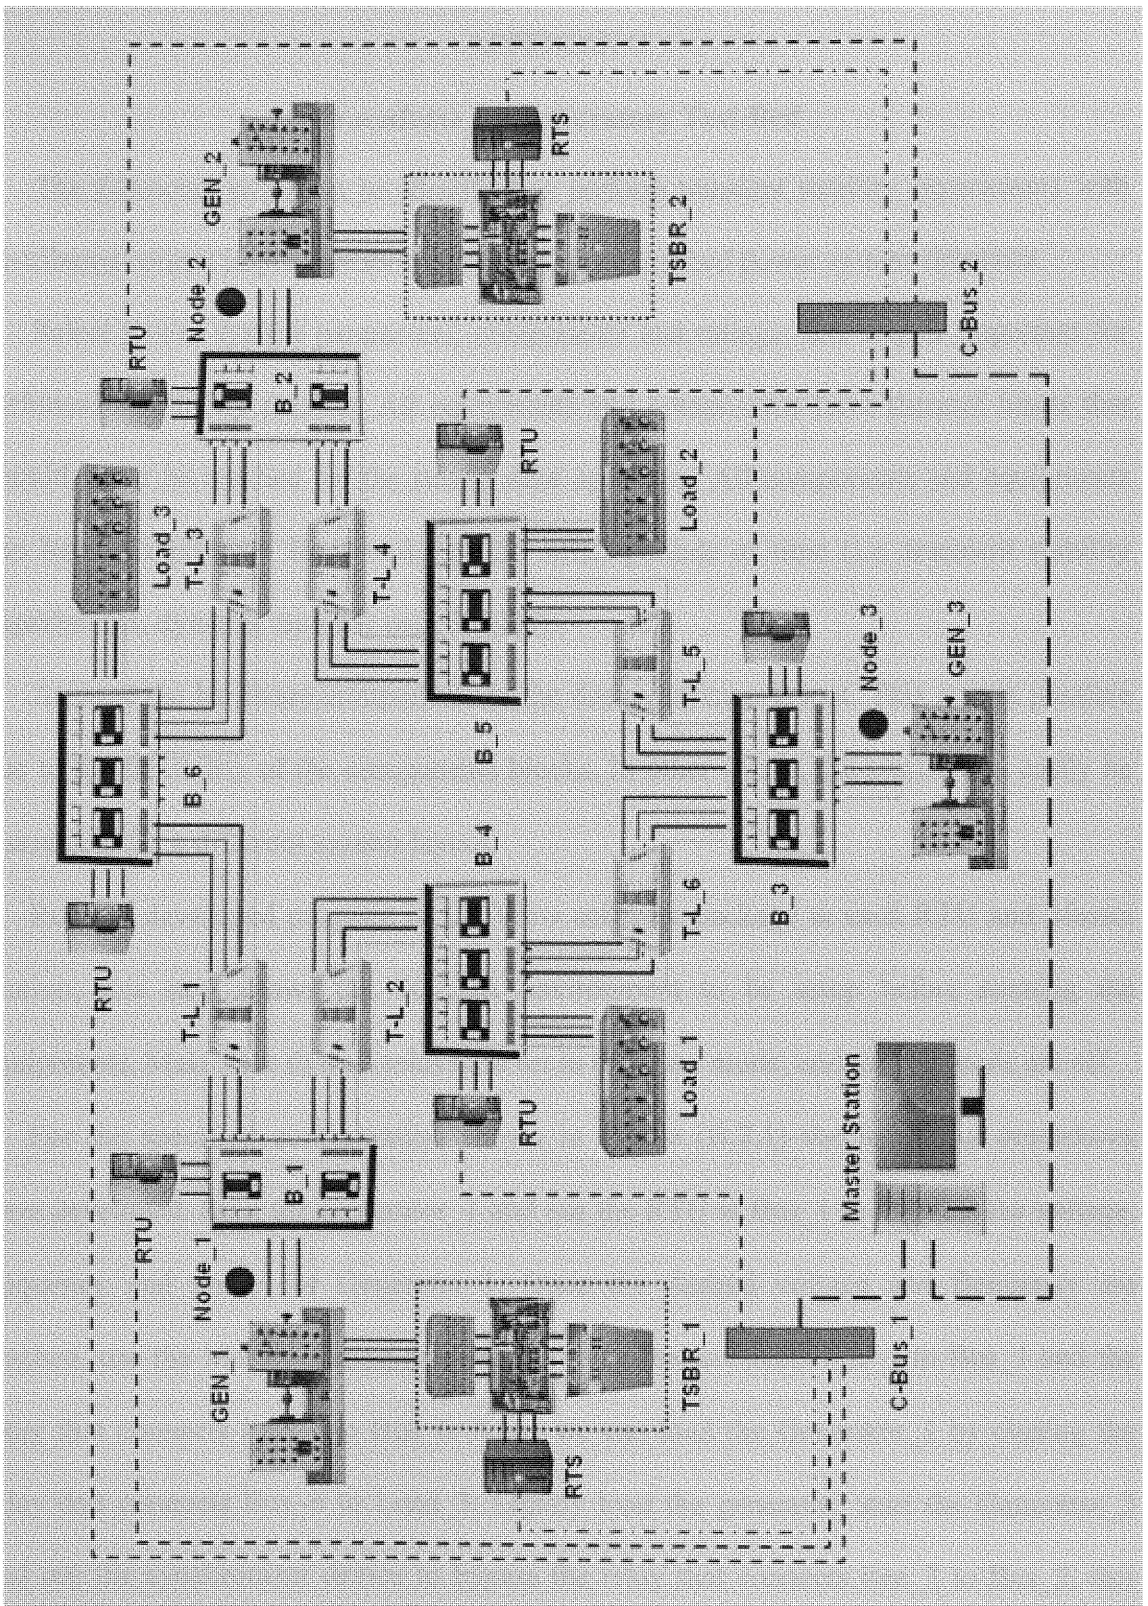 RTU
RTU
RTU
Load_3
Node_1
T-L_1
B_6
T-L_3
Node_2
GEN_1
GEN_2
B_1
B_2
T-L_2
T-L_4
B_4
B_5
RTU
RTU
RTS
RTS
TSBR_1
Load_1
T-L_6
T-L_5
Load_2
TSBR_2
B_3
Master Station
Node_3
C-Bus_1
GEN_3
C-Bus_2